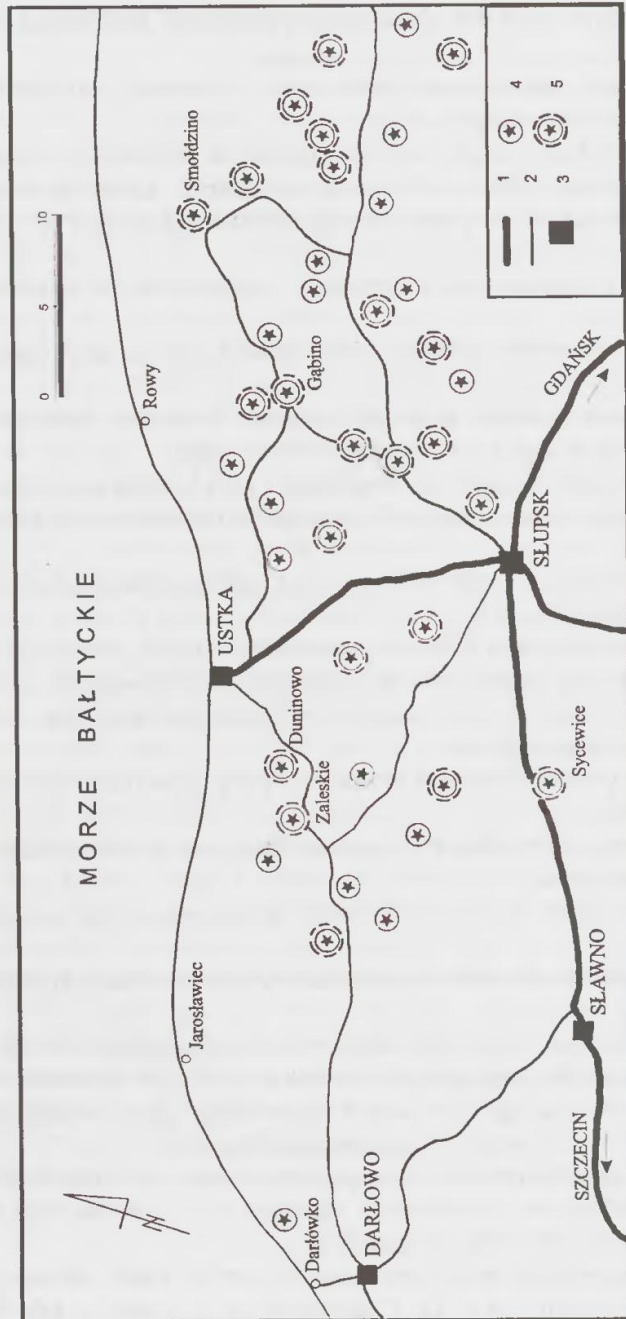 MORZE BAŁTYCKIE
0 5 10
Rowy
Smołdzino
Gąbino
USTKA
Jarosławiec
Duninowo
Zaleskie
Darłówko
DARŁOWO
SŁUPSK
GDAŃSK
Sycewice
SŁAWNO
SZCZECIN
N
1
2
3
4
5